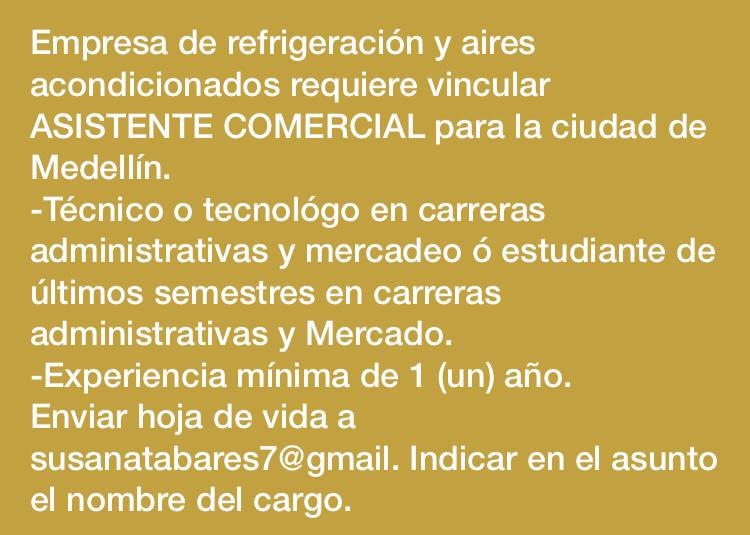 Empresa de refrigeración y aires
acondicionados requiere vincular
ASISTENTE COMERCIAL para la ciudad de
Medellín.
-Técnico o tecnológo en carreras
administrativas y mercadeo ó estudiante de
últimos semestres en carreras
administrativas y Mercado.
-Experiencia mínima de 1 (un) año.
Enviar hoja de vida a
susanatabares7@gmail. Indicar en el asunto
el nombre del cargo.